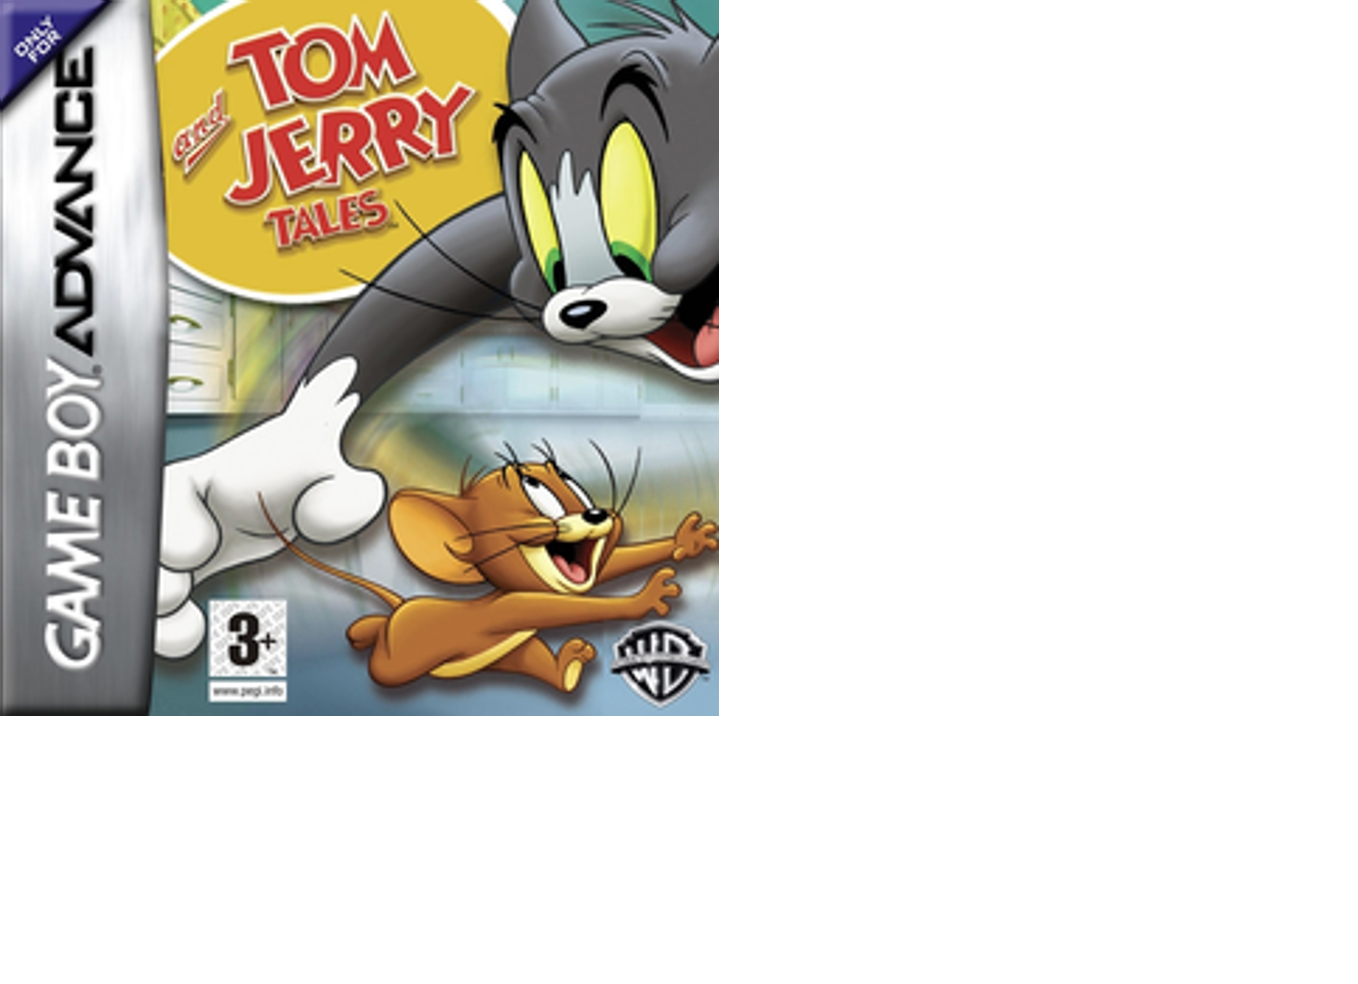 ONLY
FOR
GAME BOY ADVANCE
TOM
and
JERRY
TALES
3+
www.pegi.info
WB